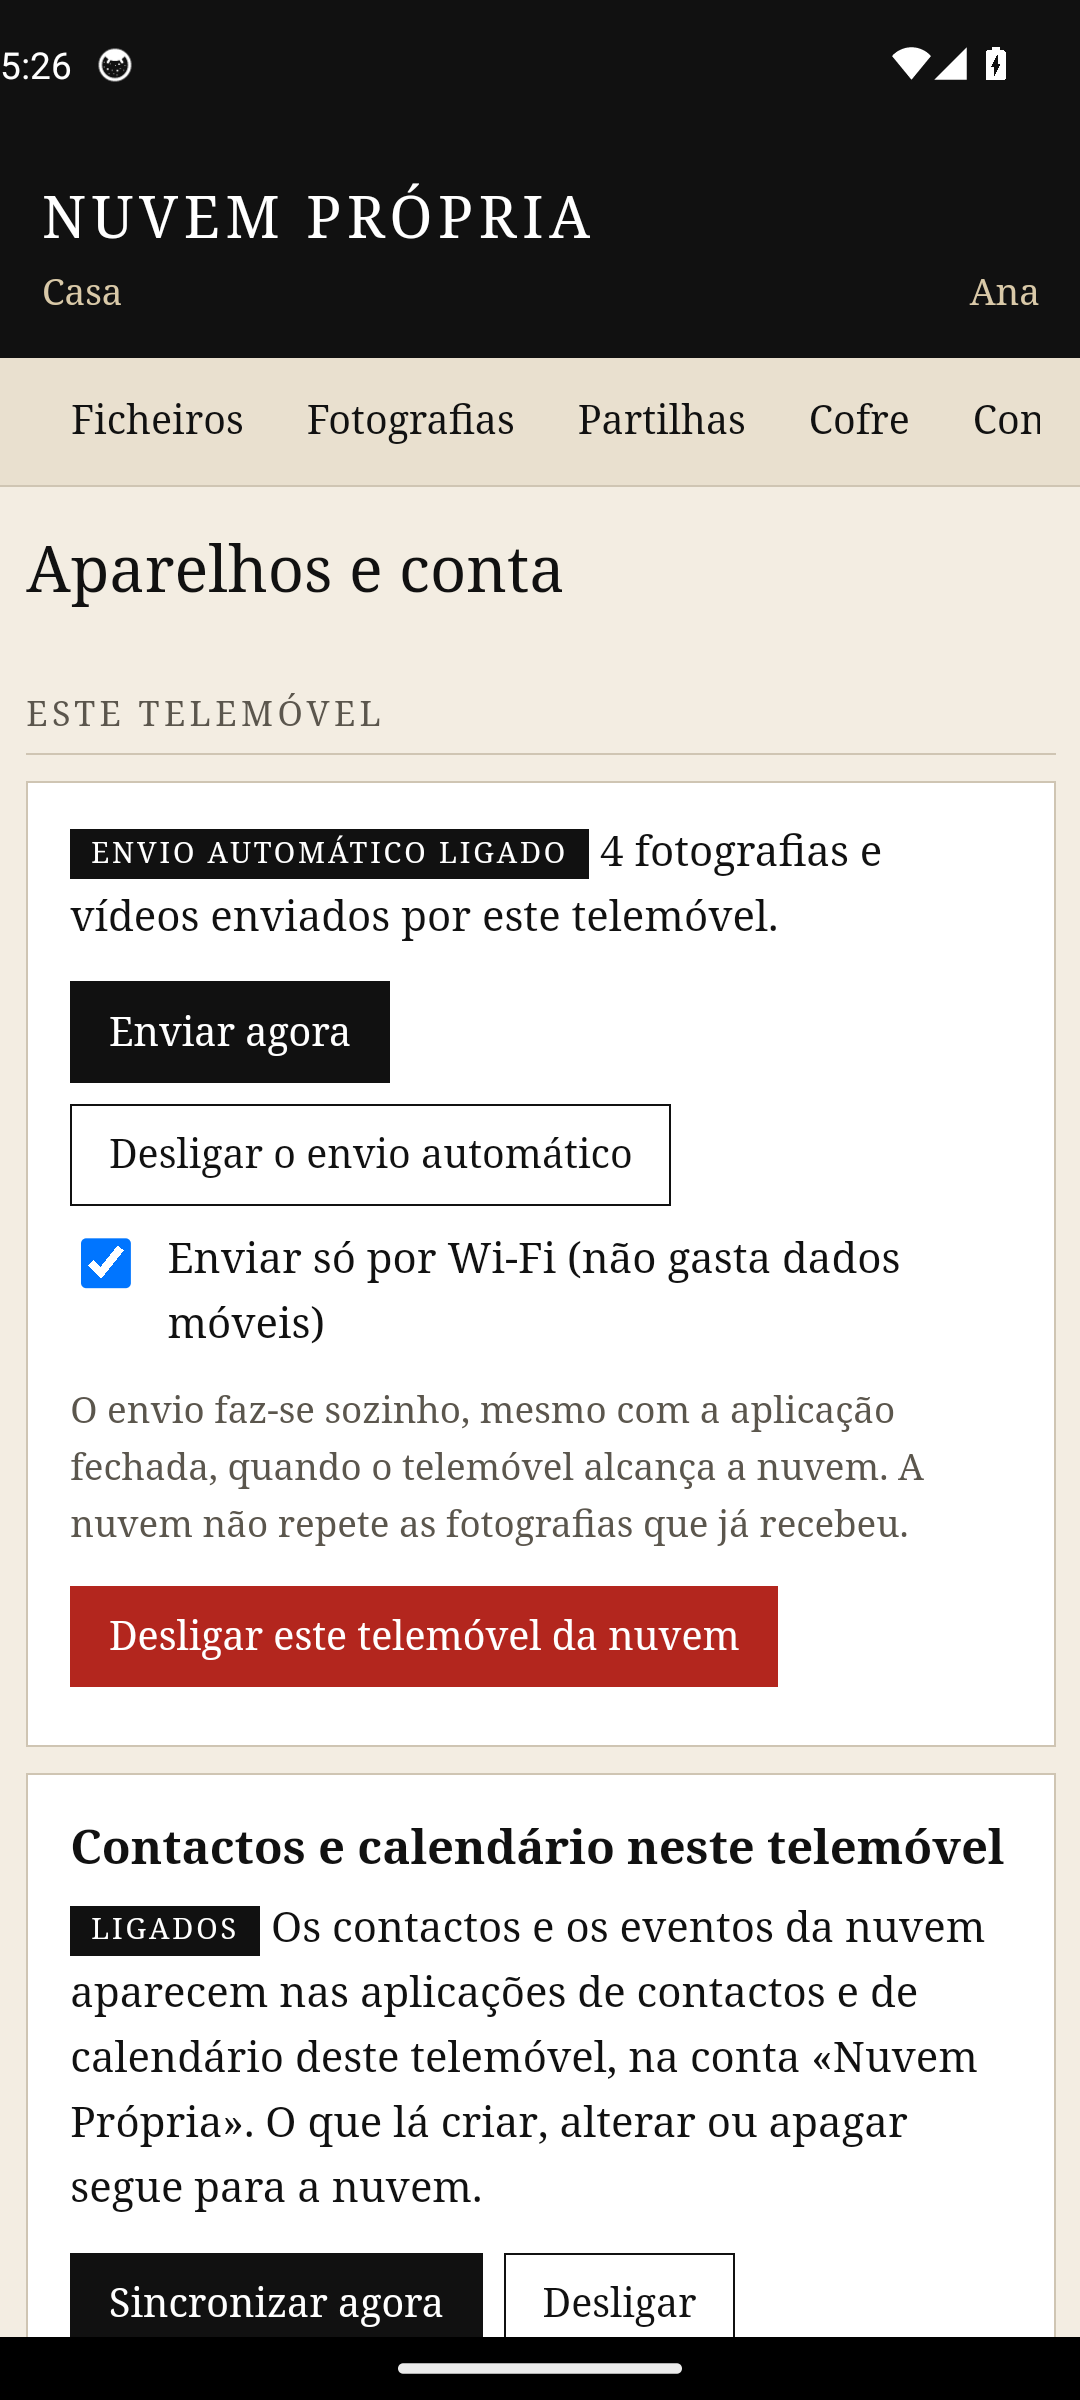 5:26
NUVEM PRÓPRIA
Casa
Ana
Ficheiros Fotografias Partilhas Cofre Con
Aparelhos e conta
ESTE TELEMÓVEL
ENVIO AUTOMÁTICO LIGADO 4 fotografias e
vídeos enviados por este telemóvel.
Enviar agora
Desligar o envio automático
Enviar só por Wi-Fi (não gasta dados
móveis)
O envio faz-se sozinho, mesmo com a aplicação
fechada, quando o telemóvel alcança a nuvem. A
nuvem não repete as fotografias que já recebeu.
Desligar este telemóvel da nuvem
Contactos e calendário neste telemóvel
LIGADOS Os contactos e os eventos da nuvem
aparecem nas aplicações de contactos e de
calendário deste telemóvel, na conta «Nuvem
Própria». O que lá criar, alterar ou apagar
segue para a nuvem.
Sincronizar agora
Desligar